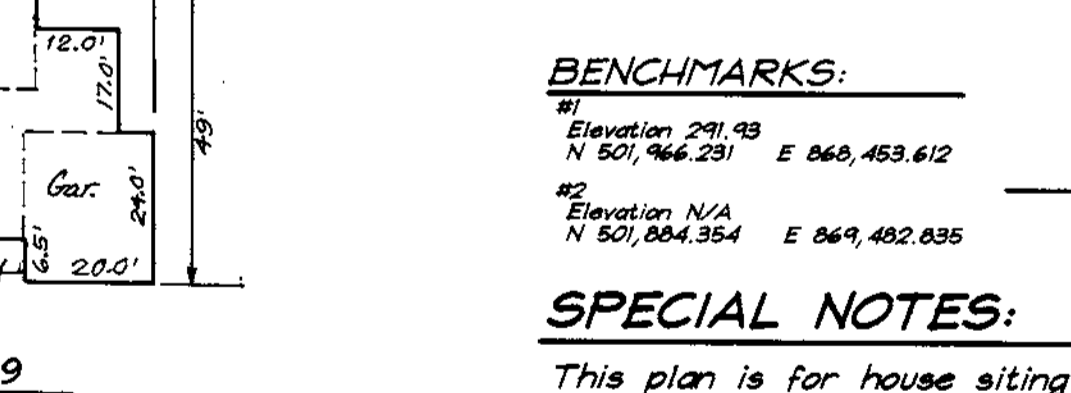 12.0'
17.0'
49'
Gar.
24.0'
6.5'
20.0'
9
BENCHMARKS:
#1
Elevation 291.93
N 501,966.231 E 868,453.612
#2
Elevation N/A
N 501,884.354 E 869,482.835
SPECIAL NOTES:
This plan is for house siting